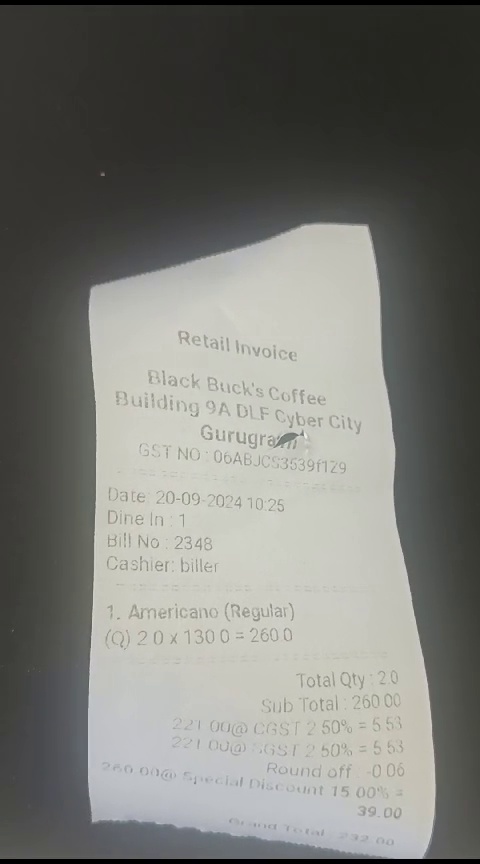 Retail Invoice
Black Buck's Coffee
Building 9A DLF Cyber City
Gurugram
GST NO : 06ABJCS3539f1Z9
Date: 20-09-2024 10:25
Dine In : 1
Bill No : 2348
Cashier: biller
1. Americano (Regular)
(Q) 2.0 x 130.0 = 260.0
Total Qty : 2.0
Sub Total : 260.00
221.00@ CGST 2.50% = 5.53
221.00@ SGST 2.50% = 5.53
Round off : -0.06
260.00@ Special Discount 15.00% =
39.00
Grand Total : 232.00